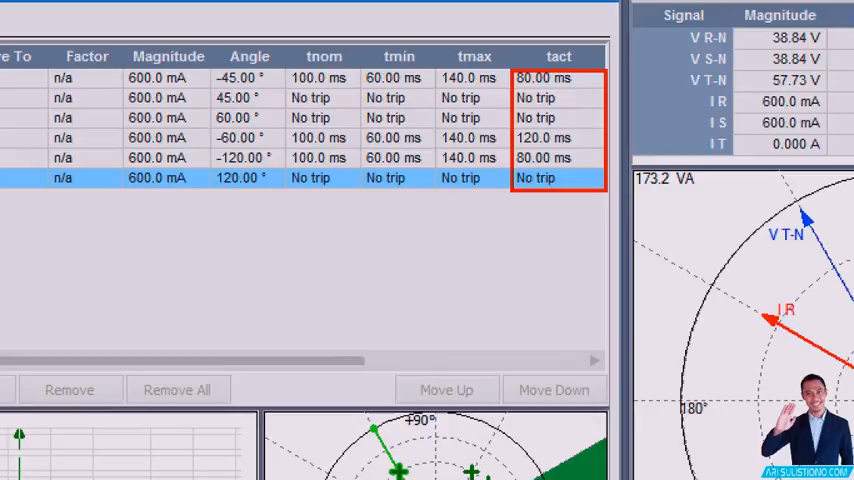 ve To Factor Magnitude Angle tnom tmin tmax tact
n/a 600.0 mA -45.00 ° 100.0 ms 60.00 ms 140.0 ms 80.00 ms
n/a 600.0 mA 45.00 ° No trip No trip No trip No trip
n/a 600.0 mA 60.00 ° No trip No trip No trip No trip
n/a 600.0 mA -60.00 ° 100.0 ms 60.00 ms 140.0 ms 120.0 ms
n/a 600.0 mA -120.00 ° 100.0 ms 60.00 ms 140.0 ms 80.00 ms
n/a 600.0 mA 120.00 ° No trip No trip No trip No trip
Remove Remove All Move Up Move Down
+90°
Signal Magnitude
V R-N 38.84 V
V S-N 38.84 V
V T-N 57.73 V
I R 600.0 mA
I S 600.0 mA
I T 0.000 A
173.2 VA
V T-N
I R
180°
ARISULISTIONO.COM